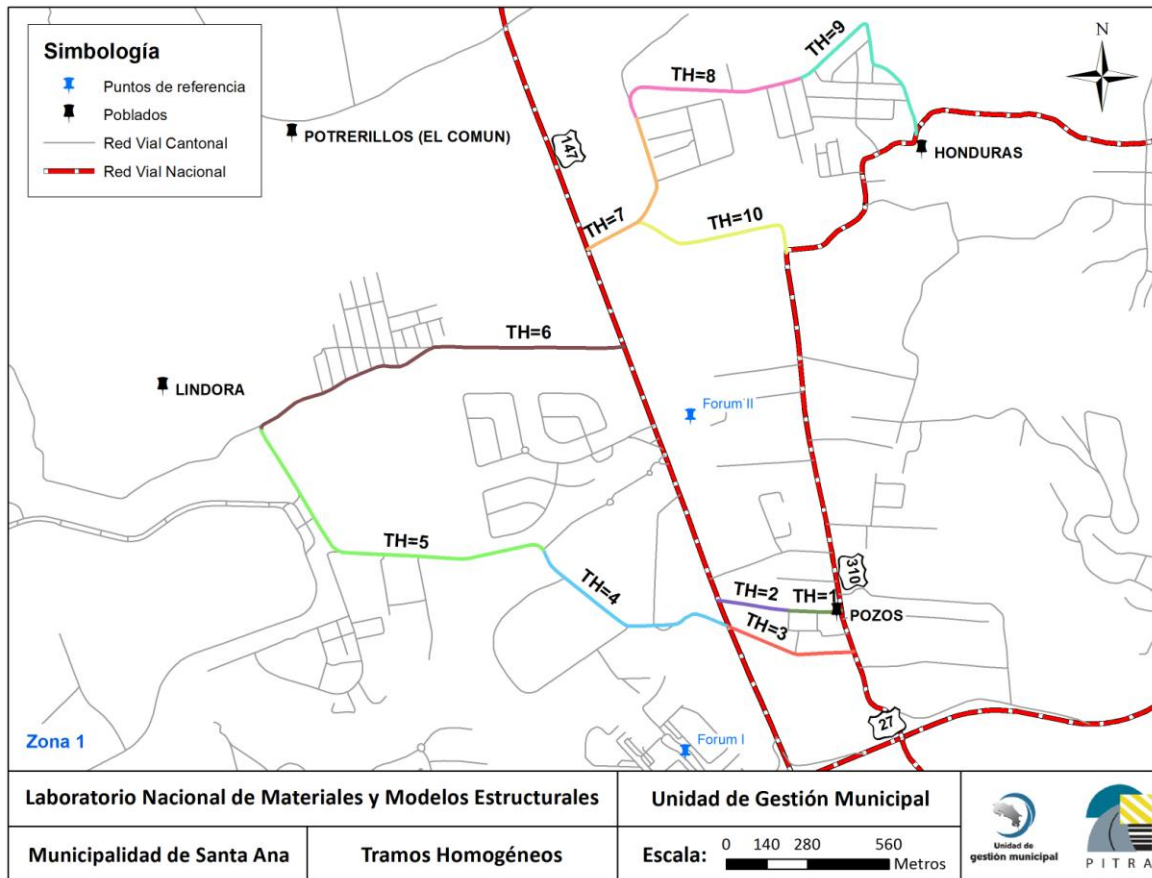 Simbología
Puntos de referencia
Poblados
Red Vial Cantonal
Red Vial Nacional
N
POTRERILLOS (EL COMUN)
147
TH=8
TH=9
HONDURAS
TH=7
TH=10
TH=6
LINDORA
Forum II
TH=5
TH=4
TH=2
TH=1
310
POZOS
TH=3
27
Zona 1
Forum I
Laboratorio Nacional de Materiales y Modelos Estructurales
Unidad de Gestión Municipal
Municipalidad de Santa Ana
Tramos Homogéneos
Escala:
0 140 280 560
Metros
Unidad de
gestión municipal
PITRA